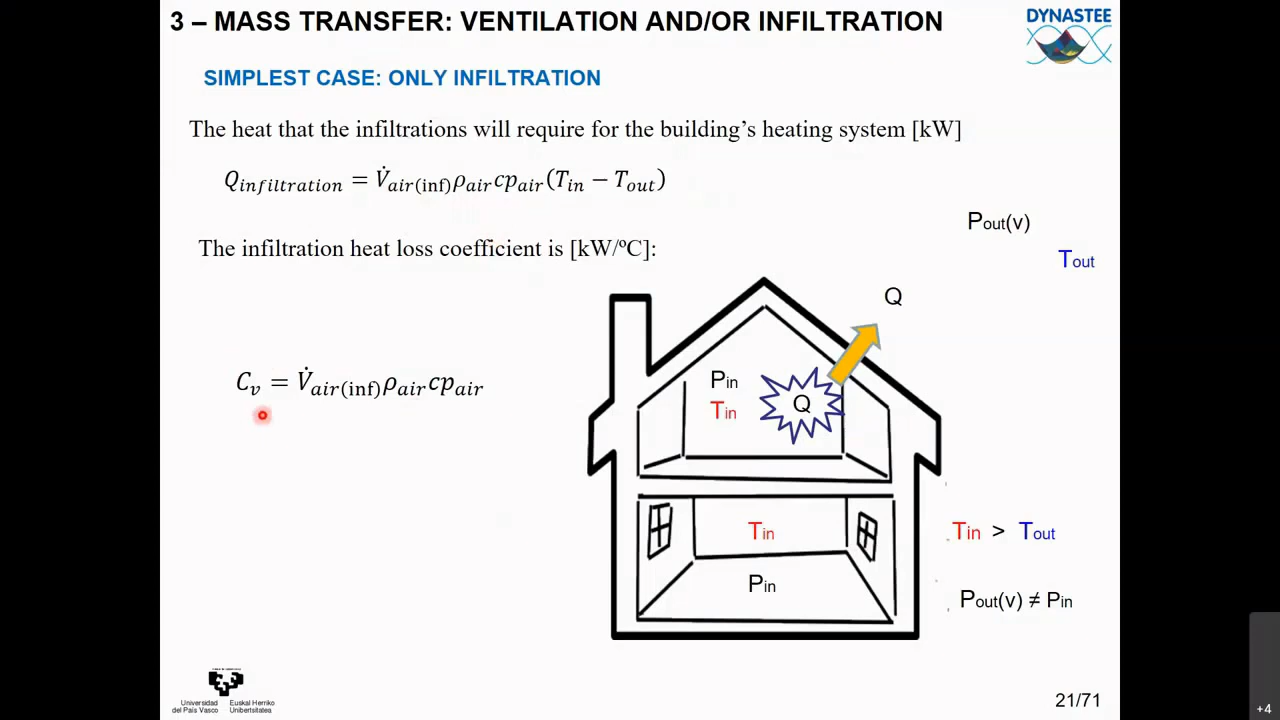 3 – MASS TRANSFER: VENTILATION AND/OR INFILTRATION
DYNASTEE
SIMPLEST CASE: ONLY INFILTRATION
The heat that the infiltrations will require for the building’s heating system [kW]
Q_infiltration = V̇_air(inf) ρ_air cp_air (T_in − T_out)
Pout(v)
The infiltration heat loss coefficient is [kW/ºC]:
Tout
Q
Pin
C_v = V̇_air(inf) ρ_air cp_air
Tin
Q
Tin
Tin > Tout
Pin
Pout(v) ≠ Pin
Universidad del País Vasco
Euskal Herriko Unibertsitatea
21/71
+4